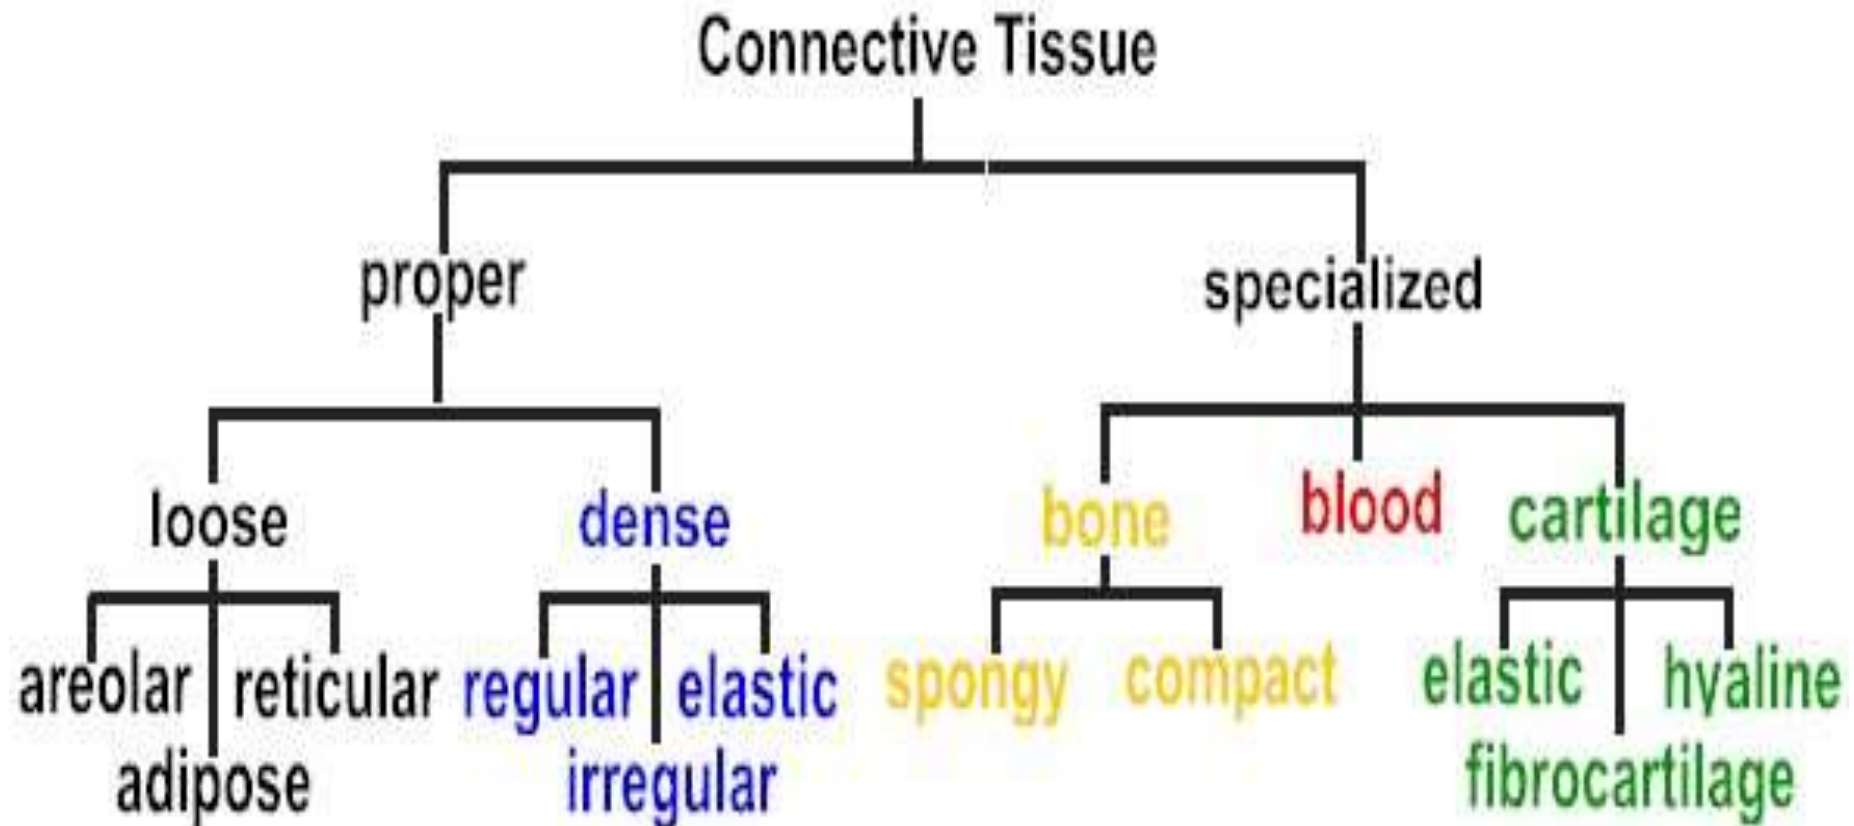 Connective Tissue
proper specialized
loose dense bone blood cartilage
areolar reticular regular elastic spongy compact elastic hyaline
adipose irregular fibrocartilage